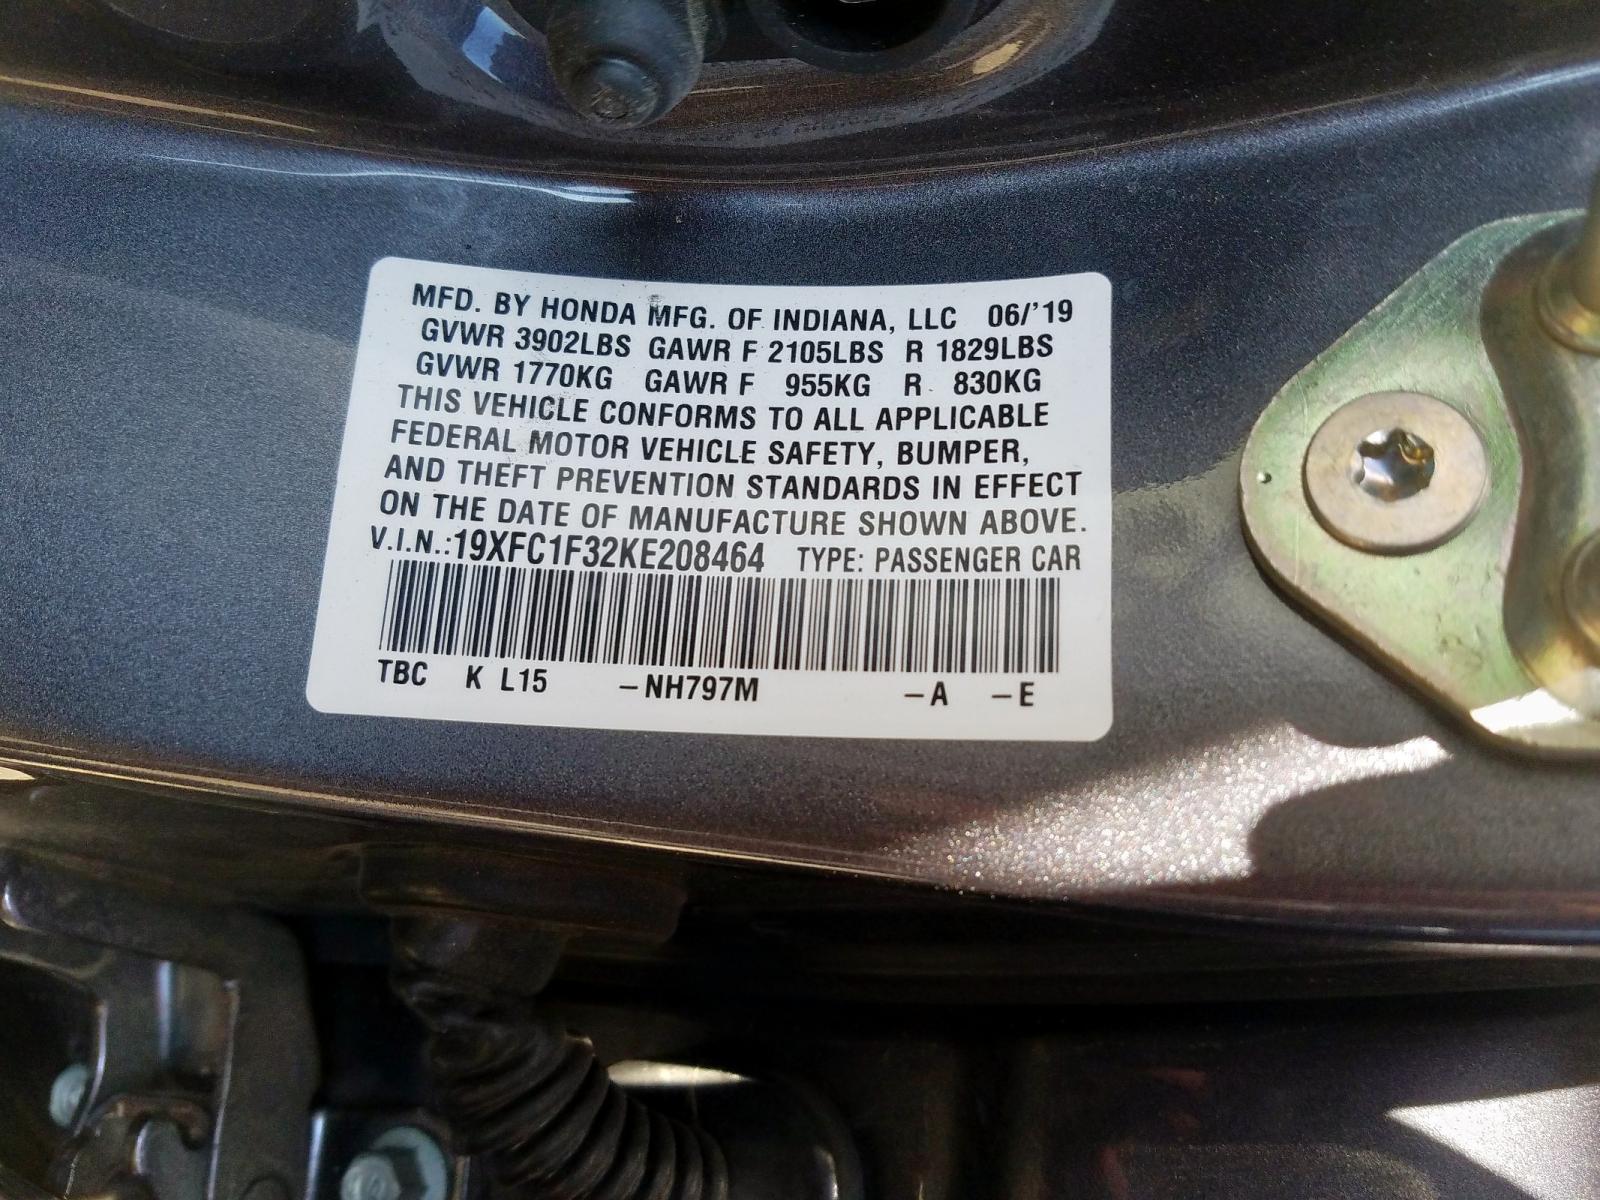 MFD. BY HONDA MFG. OF INDIANA, LLC 06/'19
GVWR 3902LBS GAWR F 2105LBS R 1829LBS
GVWR 1770KG GAWR F 955KG R 830KG
THIS VEHICLE CONFORMS TO ALL APPLICABLE
FEDERAL MOTOR VEHICLE SAFETY, BUMPER,
AND THEFT PREVENTION STANDARDS IN EFFECT
ON THE DATE OF MANUFACTURE SHOWN ABOVE.
V.I.N.:19XFC1F32KE208464 TYPE: PASSENGER CAR
TBC K L15 –NH797M –A –E